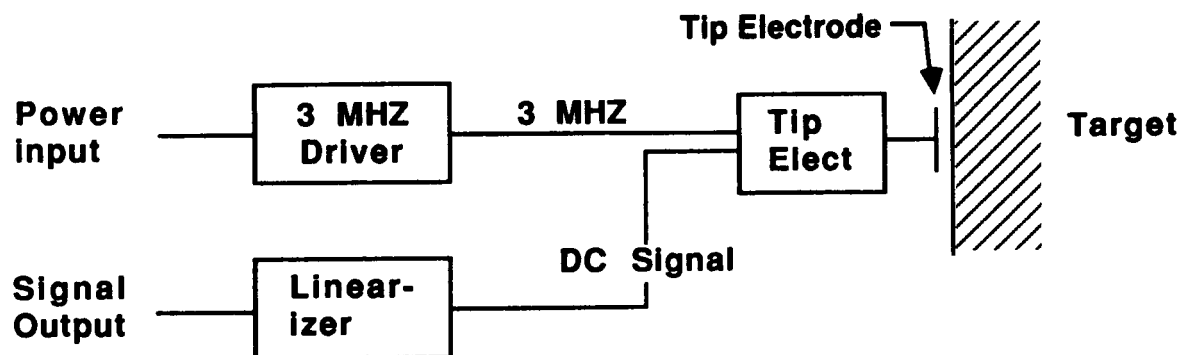 Tip Electrode
Power
input
3 MHZ
Driver
3 MHZ
Tip
Elect
Target
DC Signal
Signal
Output
Linear-
izer